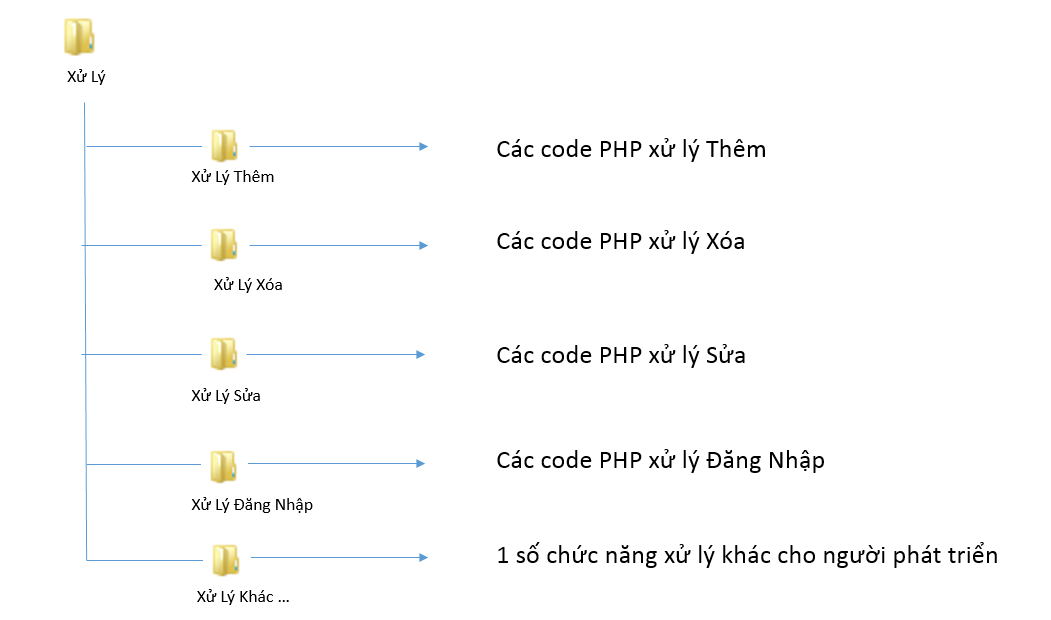 Xử Lý
Các code PHP xử lý Thêm
Xử Lý Thêm
Các code PHP xử lý Xóa
Xử Lý Xóa
Các code PHP xử lý Sửa
Xử Lý Sửa
Các code PHP xử lý Đăng Nhập
Xử Lý Đăng Nhập
1 số chức năng xử lý khác cho người phát triển
Xử Lý Khác ...